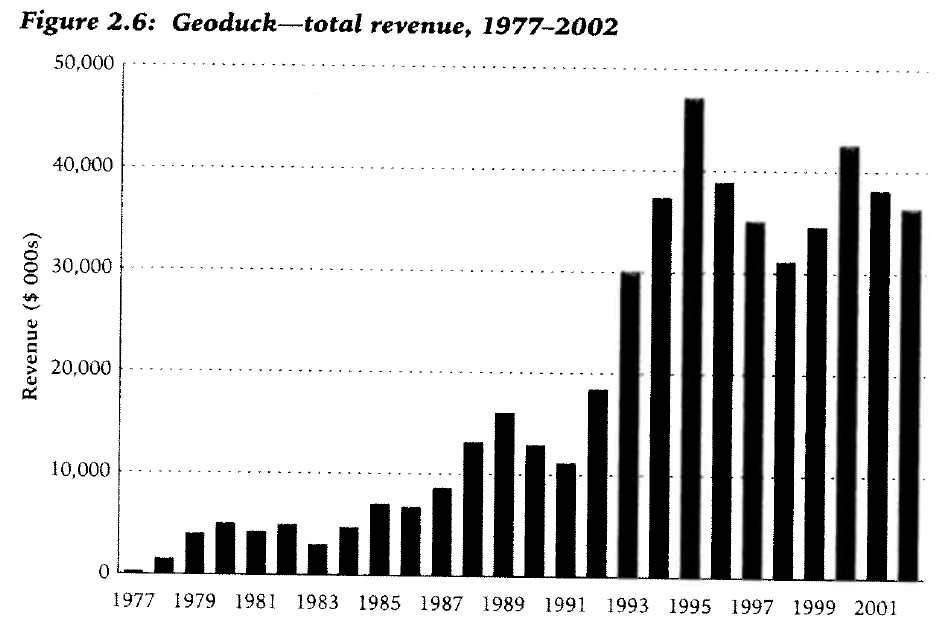 Figure 2.6: Geoduck—total revenue, 1977–2002
50,000
40,000
30,000
20,000
10,000
0
Revenue ($ 000s)
1977 1979 1981 1983 1985 1987 1989 1991 1993 1995 1997 1999 2001